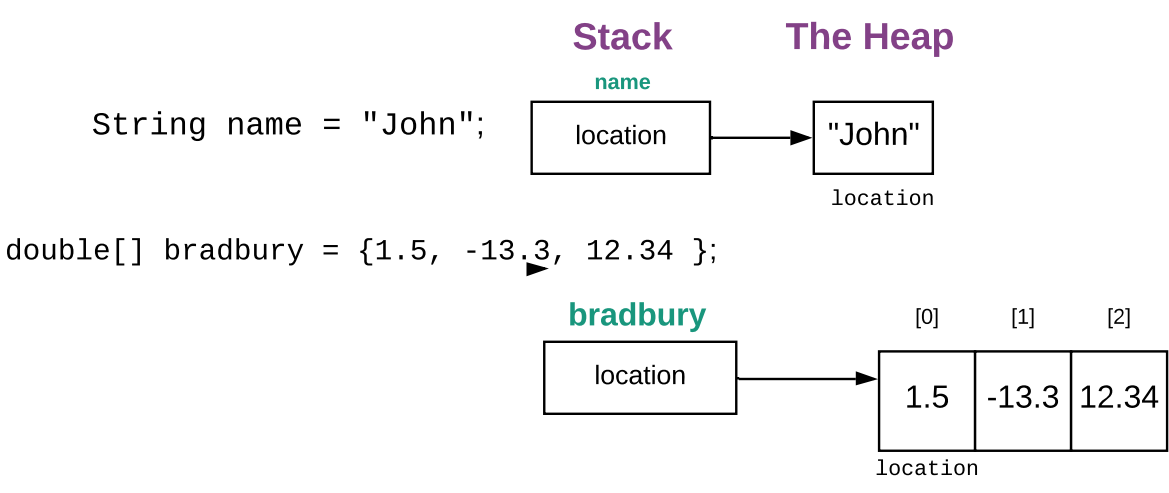 Stack The Heap
name
String name = "John";
location "John"
location
double[] bradbury = {1.5, -13.3, 12.34 };
bradbury [0] [1] [2]
location 1.5 -13.3 12.34
location